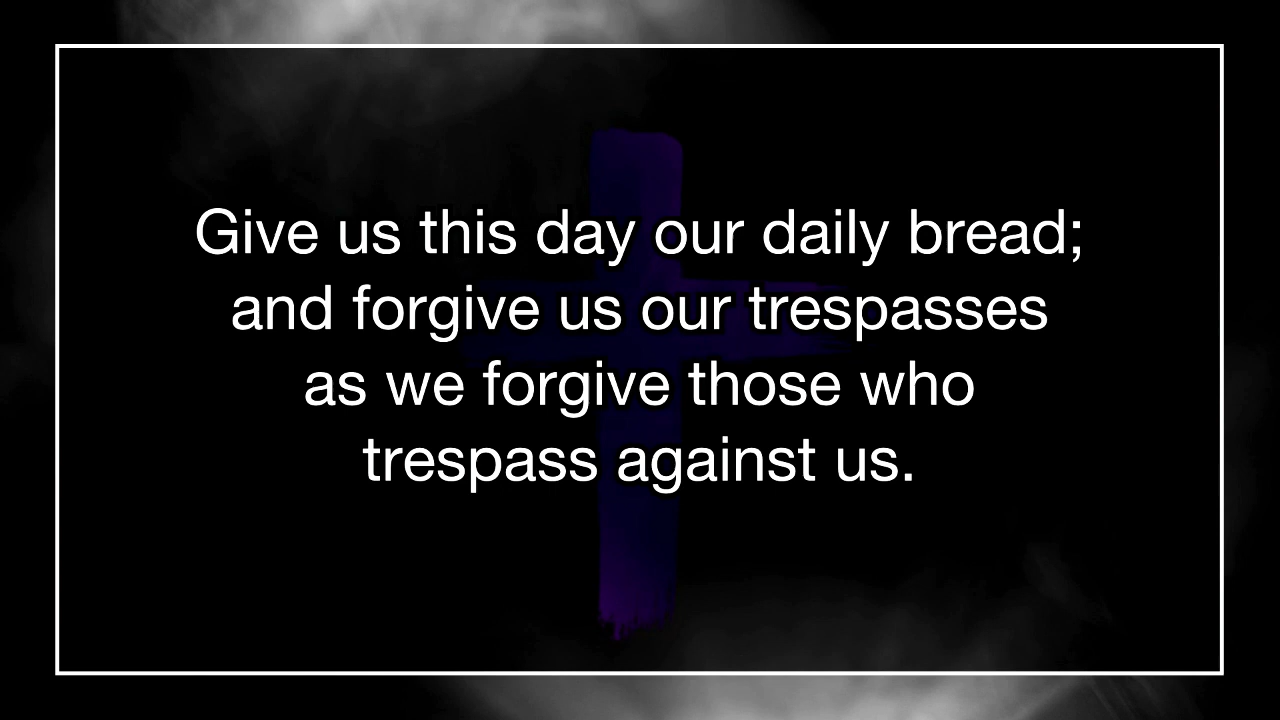 Give us this day our daily bread;
and forgive us our trespasses
as we forgive those who
trespass against us.